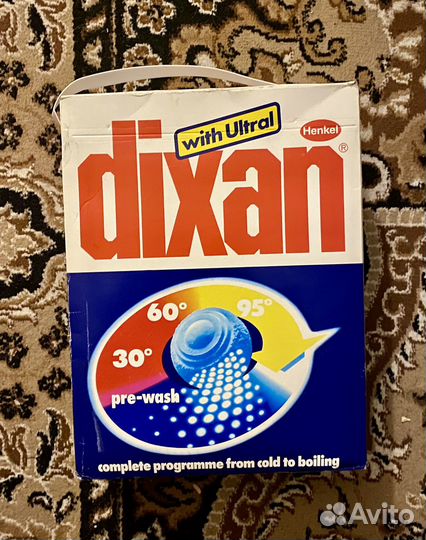 with Ultral
Henkel
dixan®
60° 95°
30°
pre-wash
complete programme from cold to boiling
Avito